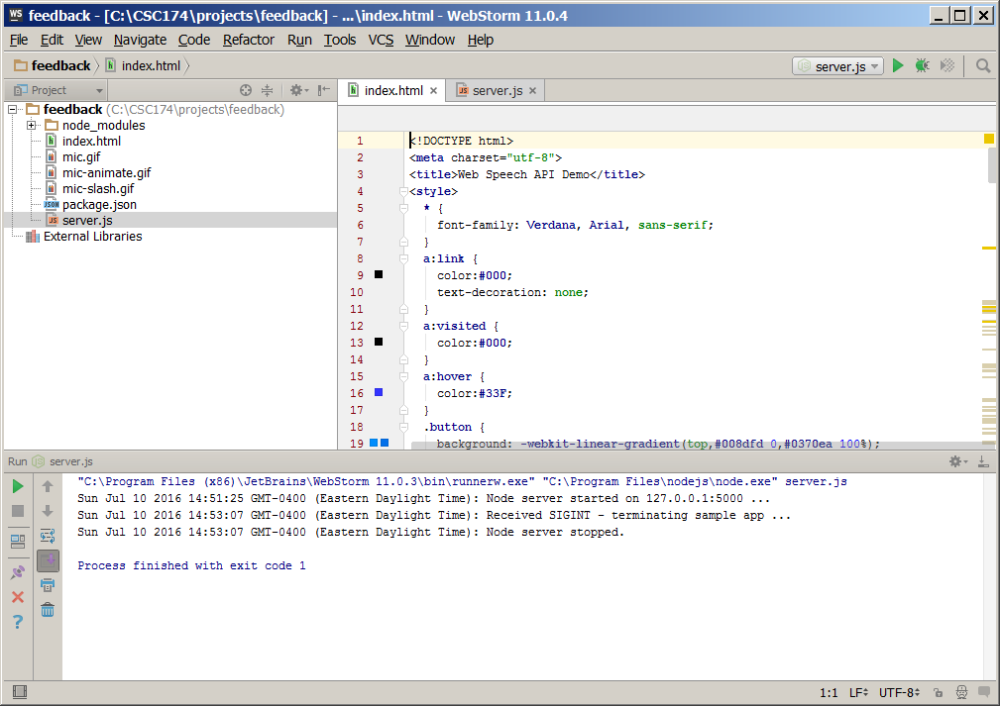 WS feedback - [C:\CSC174\projects\feedback] - ...\index.html - WebStorm 11.0.4
File Edit View Navigate Code Refactor Run Tools VCS Window Help
feedback index.html server.js
Project
index.html server.js
feedback (C:\CSC174\projects\feedback)
node_modules
index.html
mic.gif
mic-animate.gif
mic-slash.gif
package.json
server.js
External Libraries
1 <!DOCTYPE html>
2 <meta charset="utf-8">
3 <title>Web Speech API Demo</title>
4 <style>
5 * {
6 font-family: Verdana, Arial, sans-serif;
7 }
8 a:link {
9 color:#000;
10 text-decoration: none;
11 }
12 a:visited {
13 color:#000;
14 }
15 a:hover {
16 color:#33F;
17 }
18 .button {
19 background: -webkit-linear-gradient(top,#008dfd 0,#0370ea 100%);
Run server.js
"C:\Program Files (x86)\JetBrains\WebStorm 11.0.3\bin\runnerw.exe" "C:\Program Files\nodejs\node.exe" server.js
Sun Jul 10 2016 14:51:25 GMT-0400 (Eastern Daylight Time): Node server started on 127.0.0.1:5000 ...
Sun Jul 10 2016 14:53:07 GMT-0400 (Eastern Daylight Time): Received SIGINT - terminating sample app ...
Sun Jul 10 2016 14:53:07 GMT-0400 (Eastern Daylight Time): Node server stopped.
Process finished with exit code 1
1:1 LF UTF-8